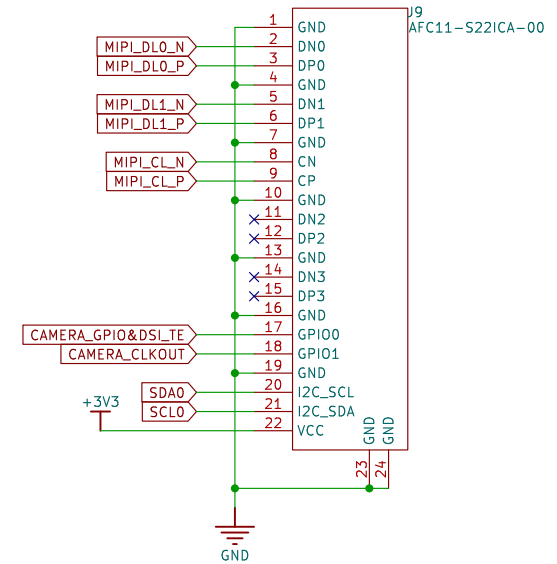 J9
AFC11-S22ICA-00
1 GND
MIPI_DL0_N 2 DN0
MIPI_DL0_P 3 DP0
4 GND
MIPI_DL1_N 5 DN1
MIPI_DL1_P 6 DP1
7 GND
MIPI_CL_N 8 CN
MIPI_CL_P 9 CP
10 GND
11 DN2
12 DP2
13 GND
14 DN3
15 DP3
16 GND
CAMERA_GPIO&DSI_TE 17 GPIO0
CAMERA_CLKOUT 18 GPIO1
19 GND
SDA0 20 I2C_SCL
+3V3
SCL0 21 I2C_SDA
22 VCC
GND GND
23 24
GND